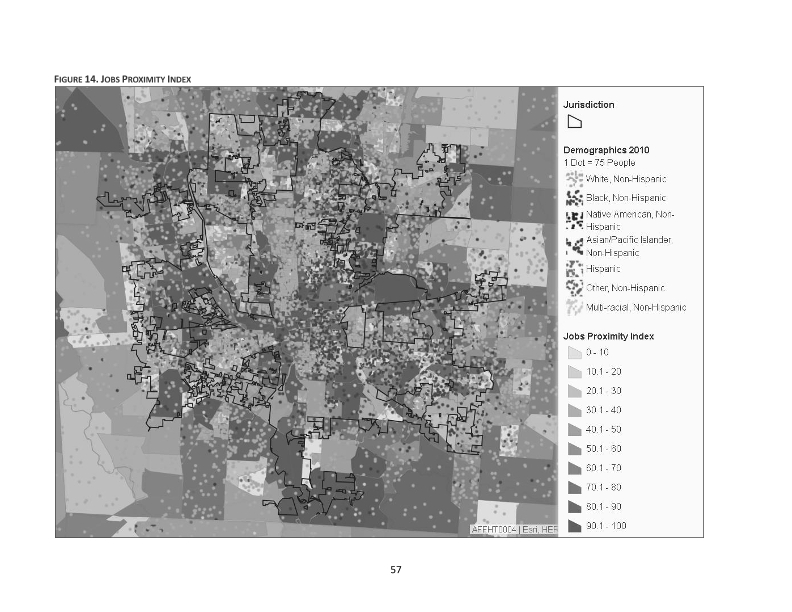 FIGURE 14. JOBS PROXIMITY INDEX
Jurisdiction
Demographics 2010
1 Dot = 75 People
White, Non-Hispanic
Black, Non-Hispanic
Native American, Non-
Hispanic
Asian/Pacific Islander,
Non-Hispanic
Hispanic
Other, Non-Hispanic
Multi-racial, Non-Hispanic
Jobs Proximity Index
0 - 10
10.1 - 20
20.1 - 30
30.1 - 40
40.1 - 50
50.1 - 60
60.1 - 70
70.1 - 80
80.1 - 90
90.1 - 100
AFFHT0004 | Esri, HER
57